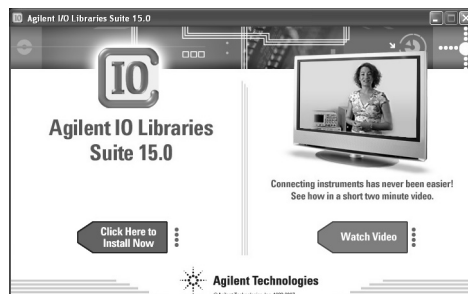 Agilent I/O Libraries Suite 15.0
IO
Agilent IO Libraries
Suite 15.0
Click Here to
Install Now
Connecting instruments has never been easier!
See how in a short two minute video.
Watch Video
Agilent Technologies